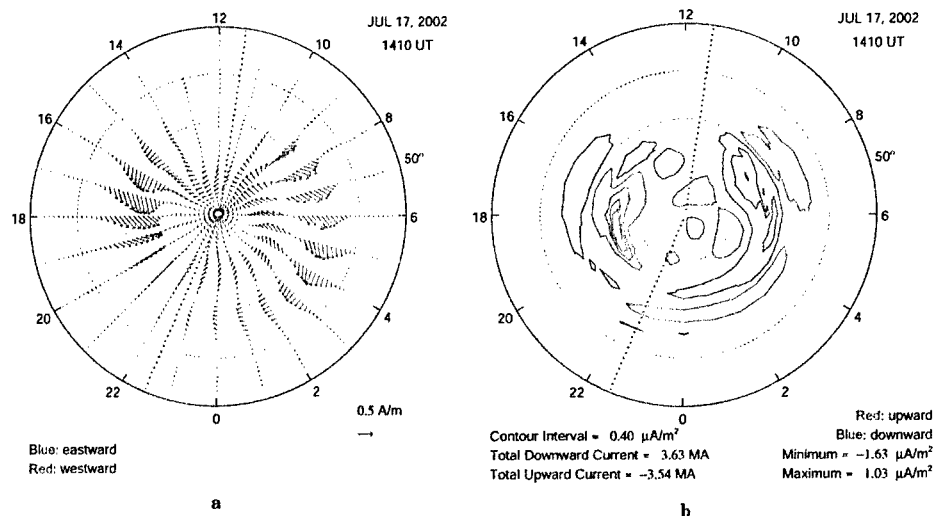 JUL 17, 2002
1410 UT
12
14
10
16
8
50°
18
6
20
4
22
2
0
0.5 A/m
Blue: eastward
Red: westward
a
JUL 17, 2002
1410 UT
12
14
10
16
8
50°
18
6
20
4
22
2
0
Contour Interval = 0.40 μA/m²
Total Downward Current = 3.63 MA
Total Upward Current = -3.54 MA
Red: upward
Blue: downward
Minimum = -1.63 μA/m²
Maximum = 1.03 μA/m²
b